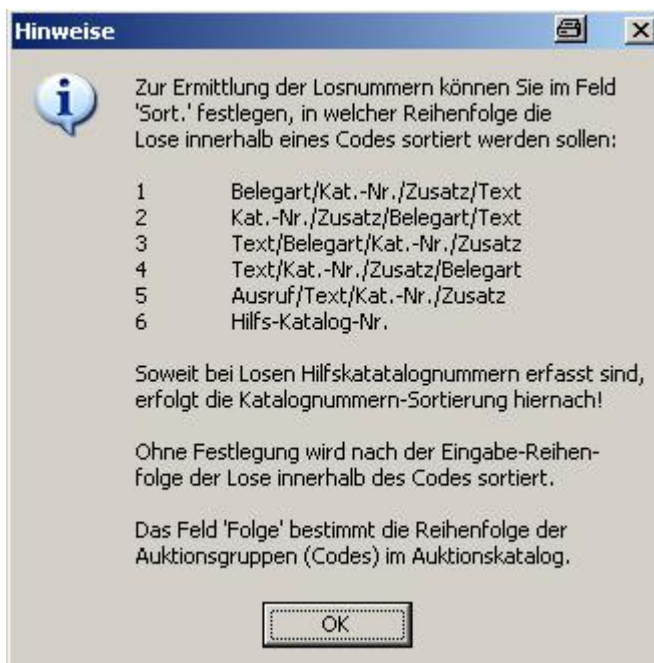 Hinweise
Zur Ermittlung der Losnummern können Sie im Feld
'Sort.' festlegen, in welcher Reihenfolge die
Lose innerhalb eines Codes sortiert werden sollen:
1 Belegart/Kat.-Nr./Zusatz/Text
2 Kat.-Nr./Zusatz/Belegart/Text
3 Text/Belegart/Kat.-Nr./Zusatz
4 Text/Kat.-Nr./Zusatz/Belegart
5 Ausruf/Text/Kat.-Nr./Zusatz
6 Hilfs-Katalog-Nr.
Soweit bei Losen Hilfskatatalognummern erfasst sind,
erfolgt die Katalognummern-Sortierung hiernach!
Ohne Festlegung wird nach der Eingabe-Reihen-
folge der Lose innerhalb des Codes sortiert.
Das Feld 'Folge' bestimmt die Reihenfolge der
Auktionsgruppen (Codes) im Auktionskatalog.
OK